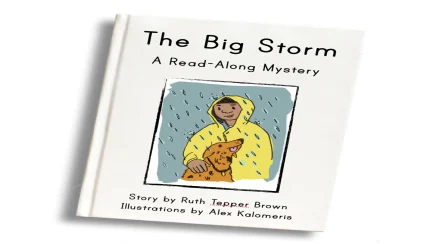 The Big Storm
A Read-Along Mystery
Story by Ruth Tepper Brown
Illustrations by Alex Kalomeris